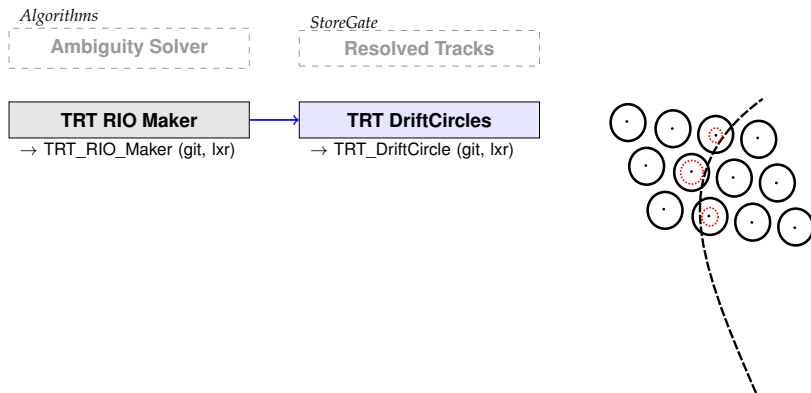 Algorithms
StoreGate
Ambiguity Solver
Resolved Tracks
TRT RIO Maker
TRT DriftCircles
→ TRT_RIO_Maker (git, lxr)
→ TRT_DriftCircle (git, lxr)